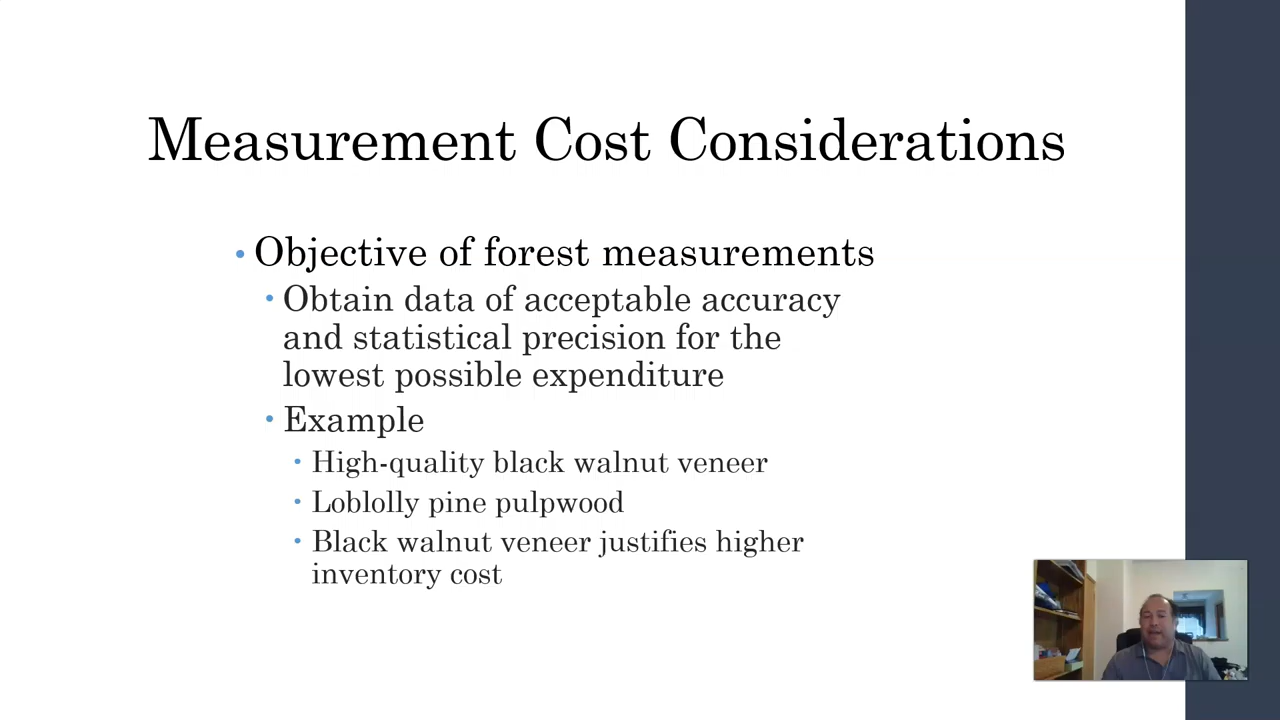 Measurement Cost Considerations
• Objective of forest measurements
• Obtain data of acceptable accuracy
and statistical precision for the
lowest possible expenditure
• Example
• High-quality black walnut veneer
• Loblolly pine pulpwood
• Black walnut veneer justifies higher
inventory cost